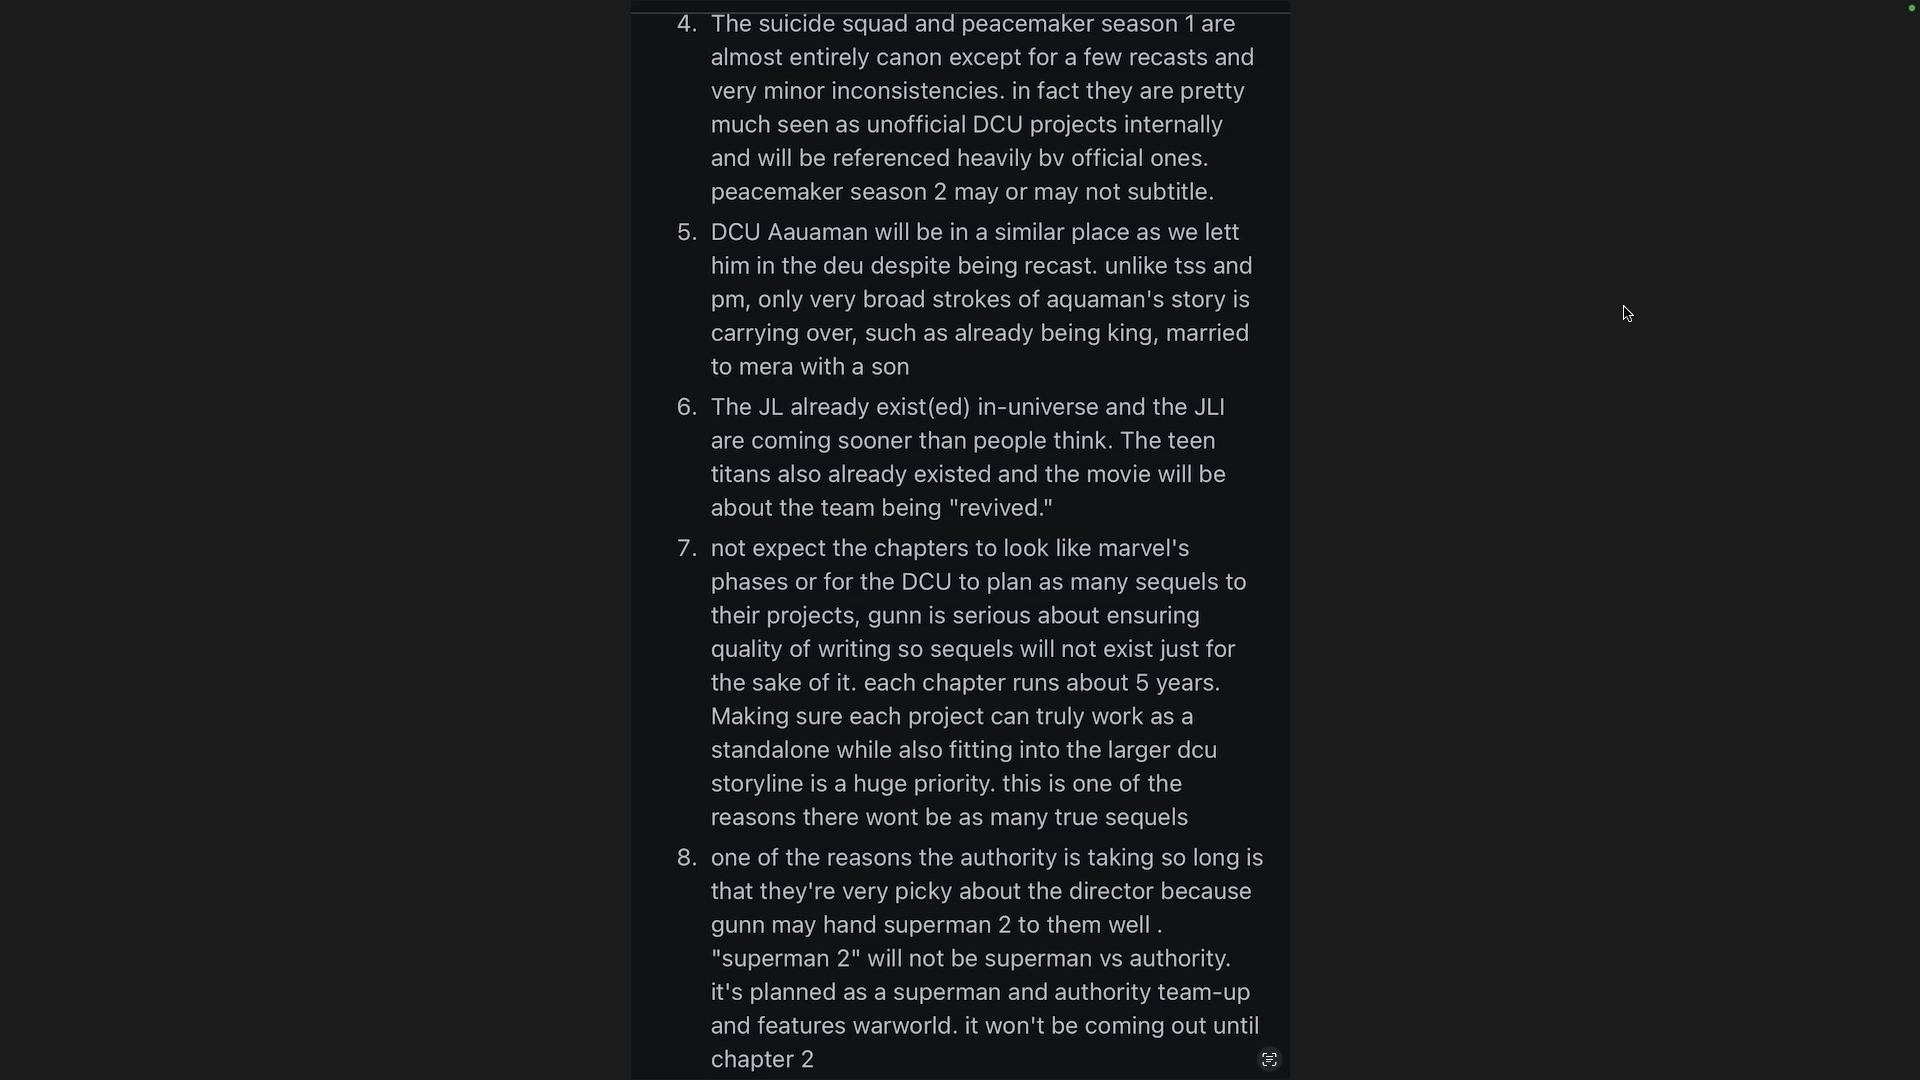 4. The suicide squad and peacemaker season 1 are
almost entirely canon except for a few recasts and
very minor inconsistencies. in fact they are pretty
much seen as unofficial DCU projects internally
and will be referenced heavily bv official ones.
peacemaker season 2 may or may not subtitle.
5. DCU Aauaman will be in a similar place as we lett
him in the deu despite being recast. unlike tss and
pm, only very broad strokes of aquaman's story is
carrying over, such as already being king, married
to mera with a son
6. The JL already exist(ed) in-universe and the JLI
are coming sooner than people think. The teen
titans also already existed and the movie will be
about the team being "revived."
7. not expect the chapters to look like marvel's
phases or for the DCU to plan as many sequels to
their projects, gunn is serious about ensuring
quality of writing so sequels will not exist just for
the sake of it. each chapter runs about 5 years.
Making sure each project can truly work as a
standalone while also fitting into the larger dcu
storyline is a huge priority. this is one of the
reasons there wont be as many true sequels
8. one of the reasons the authority is taking so long is
that they're very picky about the director because
gunn may hand superman 2 to them well .
"superman 2" will not be superman vs authority.
it's planned as a superman and authority team-up
and features warworld. it won't be coming out until
chapter 2